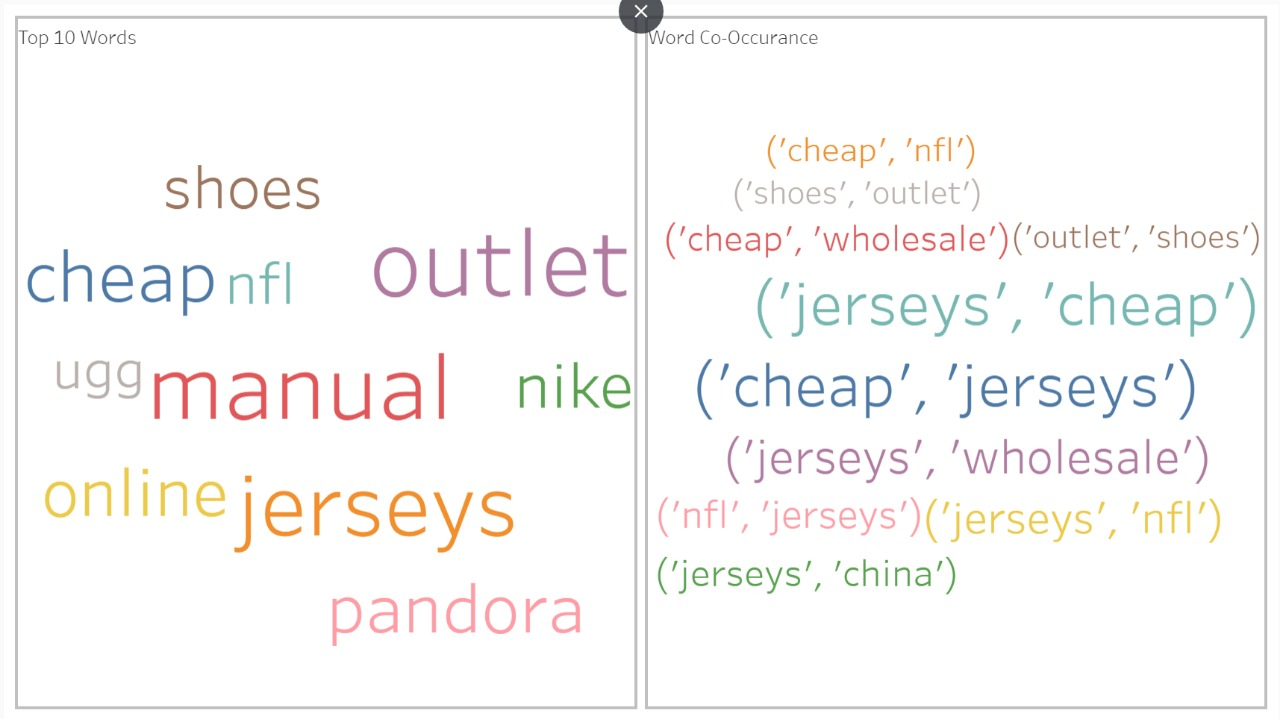 Top 10 Words
shoes
outlet
cheap nfl
ugg manual nike
online jerseys
pandora
Word Co-Occurance
('cheap', 'nfl')
('shoes', 'outlet')
('cheap', 'wholesale') ('outlet', 'shoes')
('jerseys', 'cheap')
('cheap', 'jerseys')
('jerseys', 'wholesale')
('nfl', 'jerseys') ('jerseys', 'nfl')
('jerseys', 'china')